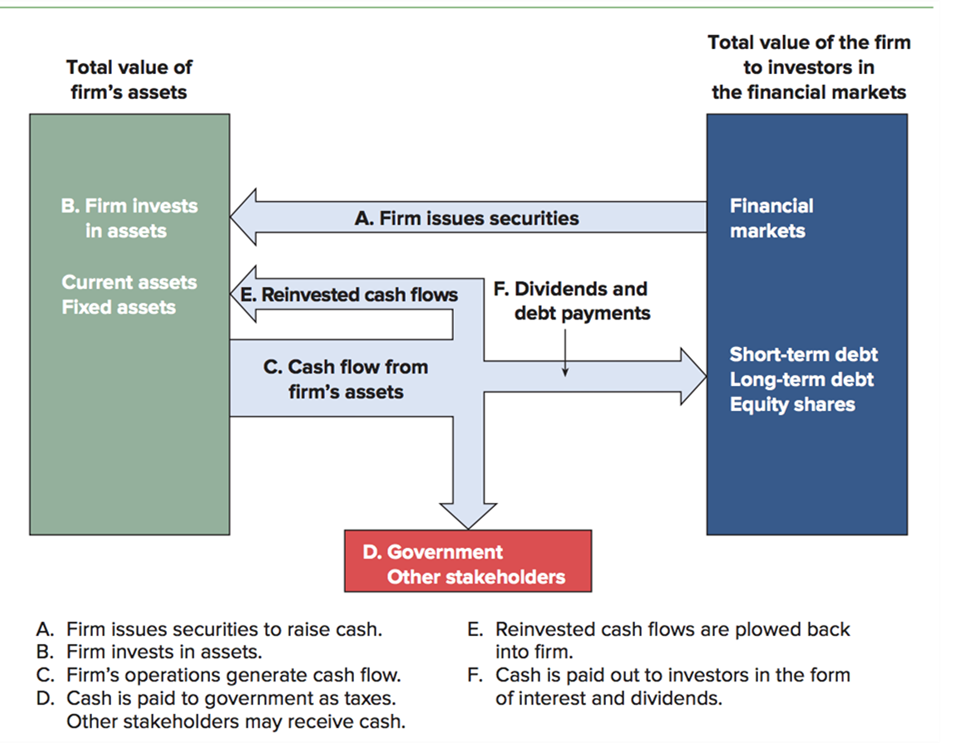 Total value of
firm's assets
Total value of the firm
to investors in
the financial markets
B. Firm invests
in assets
Current assets
Fixed assets
A. Firm issues securities
Financial
markets
E. Reinvested cash flows
F. Dividends and
debt payments
C. Cash flow from
firm's assets
Short-term debt
Long-term debt
Equity shares
D. Government
Other stakeholders
A. Firm issues securities to raise cash.
B. Firm invests in assets.
C. Firm's operations generate cash flow.
D. Cash is paid to government as taxes.
Other stakeholders may receive cash.
E. Reinvested cash flows are plowed back
into firm.
F. Cash is paid out to investors in the form
of interest and dividends.